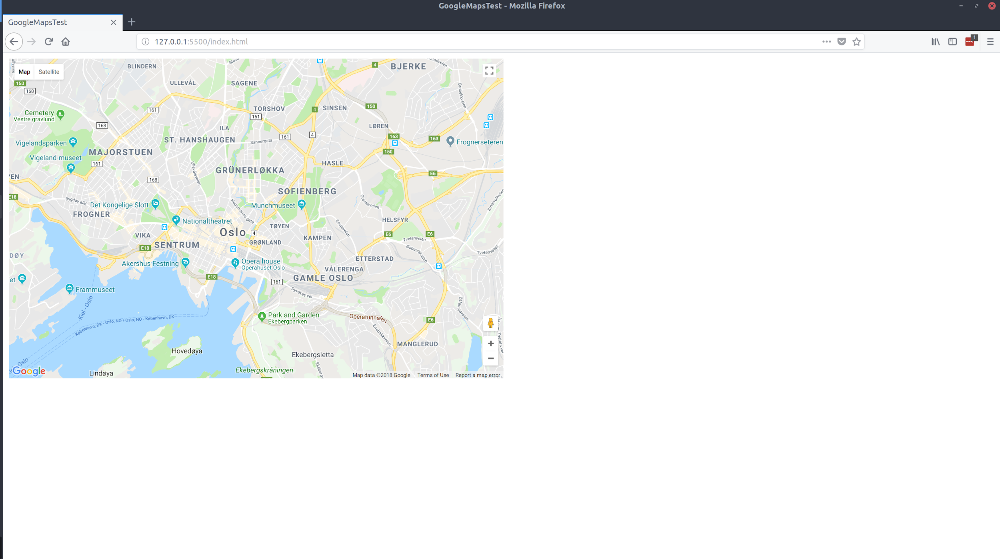 GoogleMapsTest - Mozilla Firefox
GoogleMapsTest
127.0.0.1:5500/index.html
1
Map
Satellite
BLINDERN
4
BJERKE
150
168
ULLEVÅL
SAGENE
Brobekkveien
161
TORSHOV
4
SINSEN
150
Cemetery
Vestre gravlund
161
168
ILA
LØREN
ST. HANSHAUGEN
Sannergata
161
4
163
163
Vigelandsparken
Frognerseteren
MAJORSTUEN
150
Vigeland-museet
161
HASLE
Ullevålsveien
GRÜNERLØKKA
E6
168
SOFIENBERG
E18
Bygdøy allé
Det Kongelige Slott
Munchmuseet
Grenseveien
Smalvollveien
FROGNER
Hausmanns gate
Nationaltheatret
HELSFYR
TØYEN
Ensjøveien
Oslo
4
VIKA
E6
E6
KAMPEN
Tvetenveien
SENTRUM
GRØNLAND
E18
Østensjøveien
Tvetenveien
ETTERSTAD
Akershus Festning
Opera house
Operahuset Oslo
VÅLERENGA
GAMLE OSLO
E18
161
Frammuseet
Dyvekes vei
Kiel - Oslo
Østensjøveien
Park and Garden
Ekebergparken
Operatunnelen
E6
København, DK - Oslo, NO / Oslo, NO - København, DK
Enebakkveien
MANGLERUD
Hovedøya
Ekebergsletta
Oslo
Google
Lindøya
Ekebergskråningen
Map data ©2018 Google
Terms of Use
Report a map error